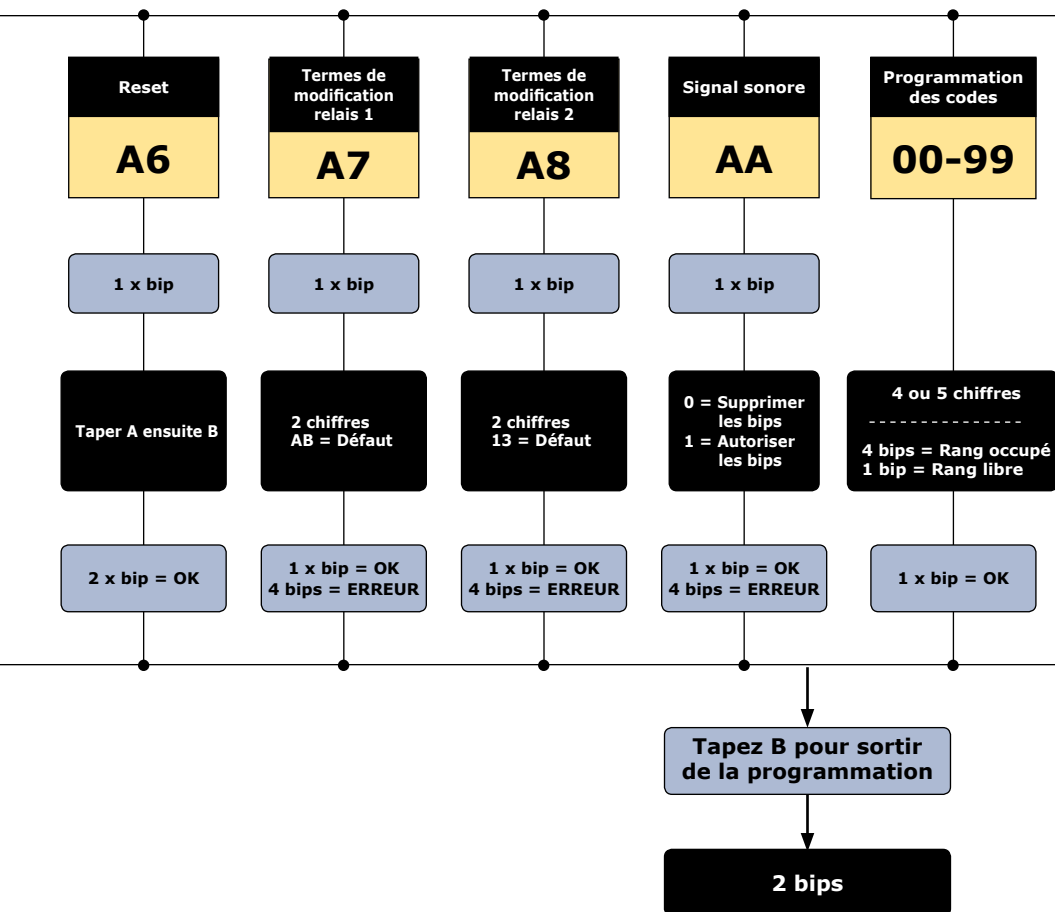 Reset
A6
1 x bip
Taper A ensuite B
2 x bip = OK
Termes de
modification
relais 1
A7
1 x bip
2 chiffres
AB = Défaut
1 x bip = OK
4 bips = ERREUR
Termes de
modification
relais 2
A8
1 x bip
2 chiffres
13 = Défaut
1 x bip = OK
4 bips = ERREUR
Signal sonore
AA
1 x bip
0 = Supprimer
les bips
1 = Autoriser
les bips
1 x bip = OK
4 bips = ERREUR
Programmation
des codes
00-99
4 ou 5 chiffres
----------------
4 bips = Rang occupé
1 bip = Rang libre
1 x bip = OK
Tapez B pour sortir
de la programmation
2 bips